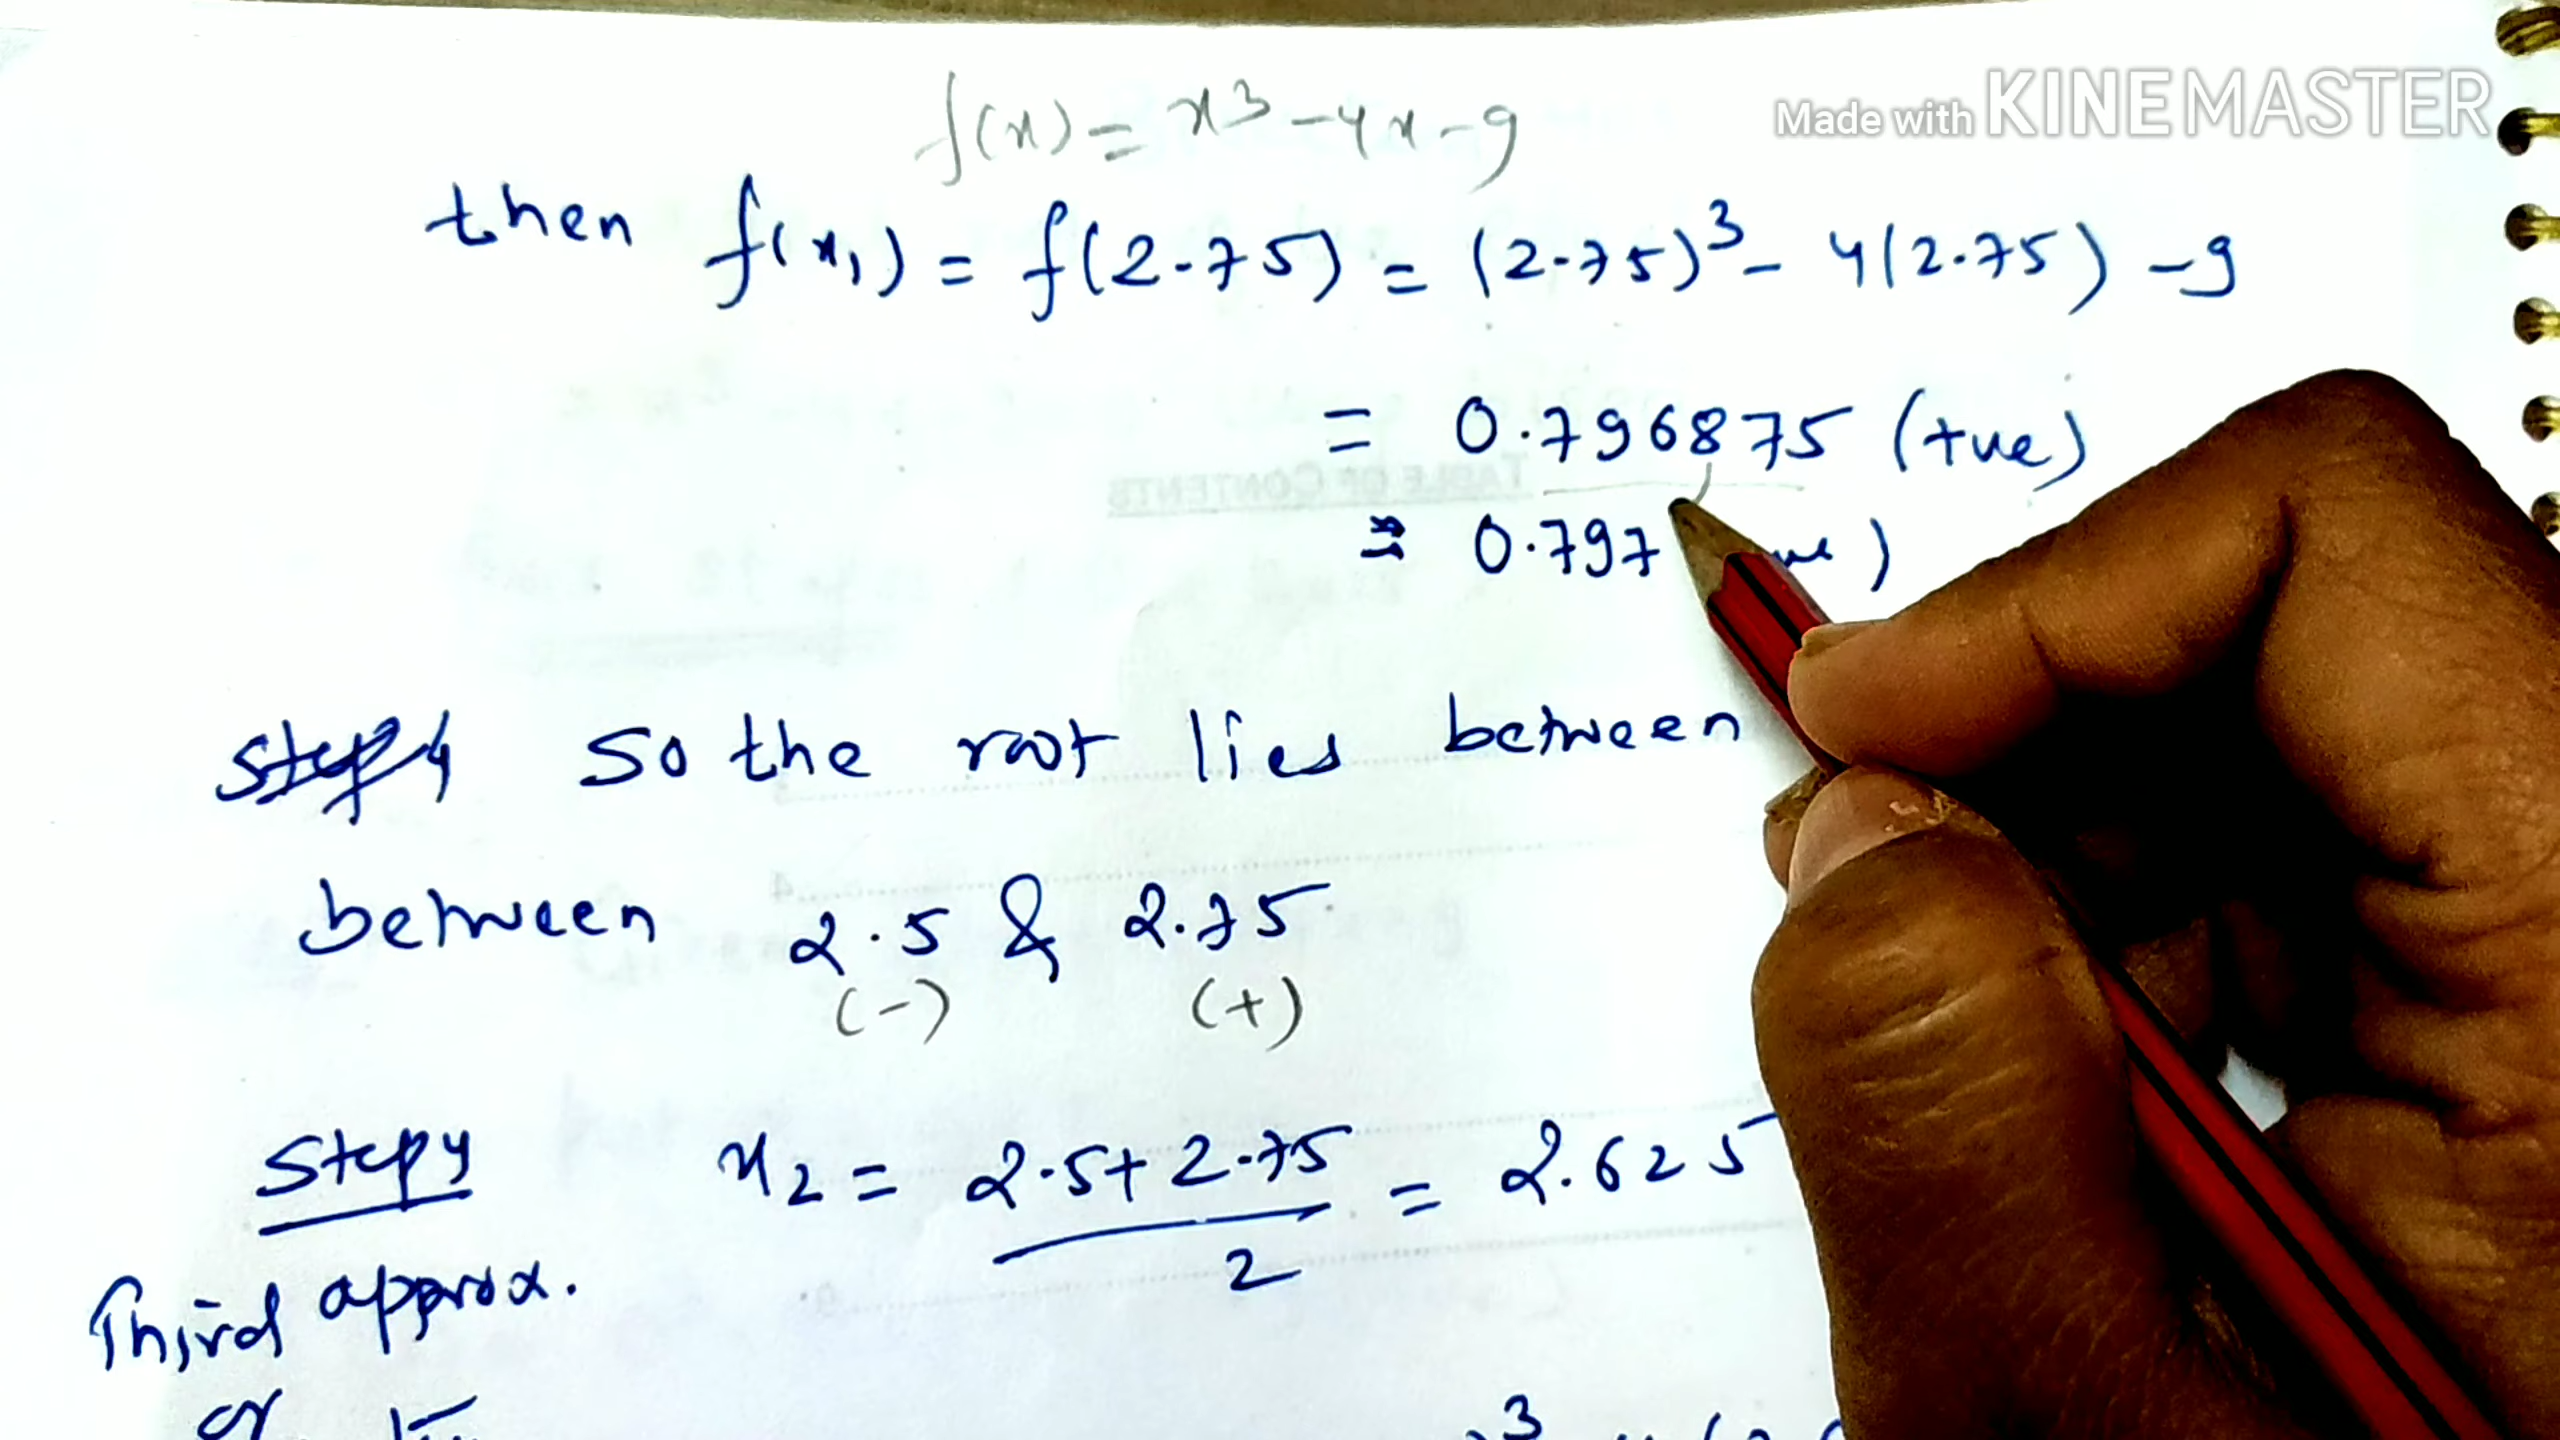 Made with KINEMASTER
f(x) = x3 - 4x - 9
then f(x1) = f(2.75) = (2.75)3 - 4(2.75) - 9
= 0.796875 (+ve)
≈ 0.797
So the root lies between
between 2.5 & 2.75
(-) (+)
Step 4 x2 = 2.5+2.75 / 2 = 2.625
Third approx.
of